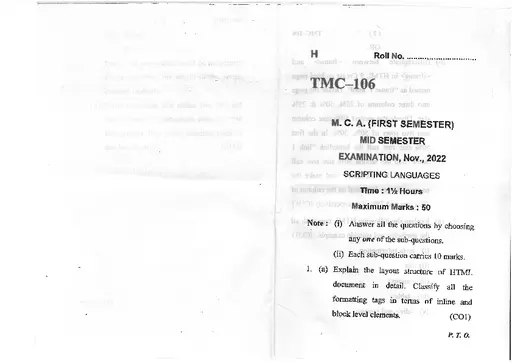 H
Roll No. ..............................
TMC–106
M. C. A. (FIRST SEMESTER)
MID SEMESTER
EXAMINATION, Nov., 2022
SCRIPTING LANGUAGES
Time : 1½ Hours
Maximum Marks : 50
Note : (i) Answer all the questions by choosing
any one of the sub-questions.
(ii) Each sub-question carries 10 marks.
1. (a) Explain the layout structure of HTML
document in detail. Classify all the
formatting tags in terms of inline and
block level elements. (CO1)
P. T. O.